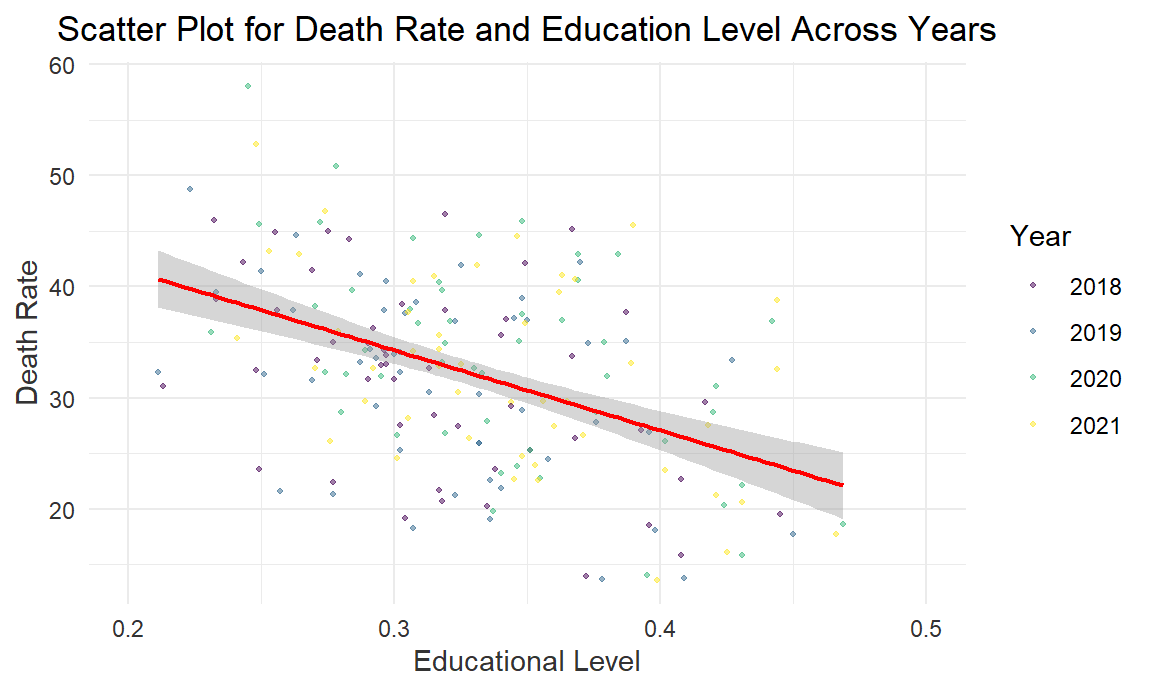 Scatter Plot for Death Rate and Education Level Across Years
Death Rate
60
50
40
30
20
0.2 0.3 0.4 0.5
Educational Level
Year
2018
2019
2020
2021